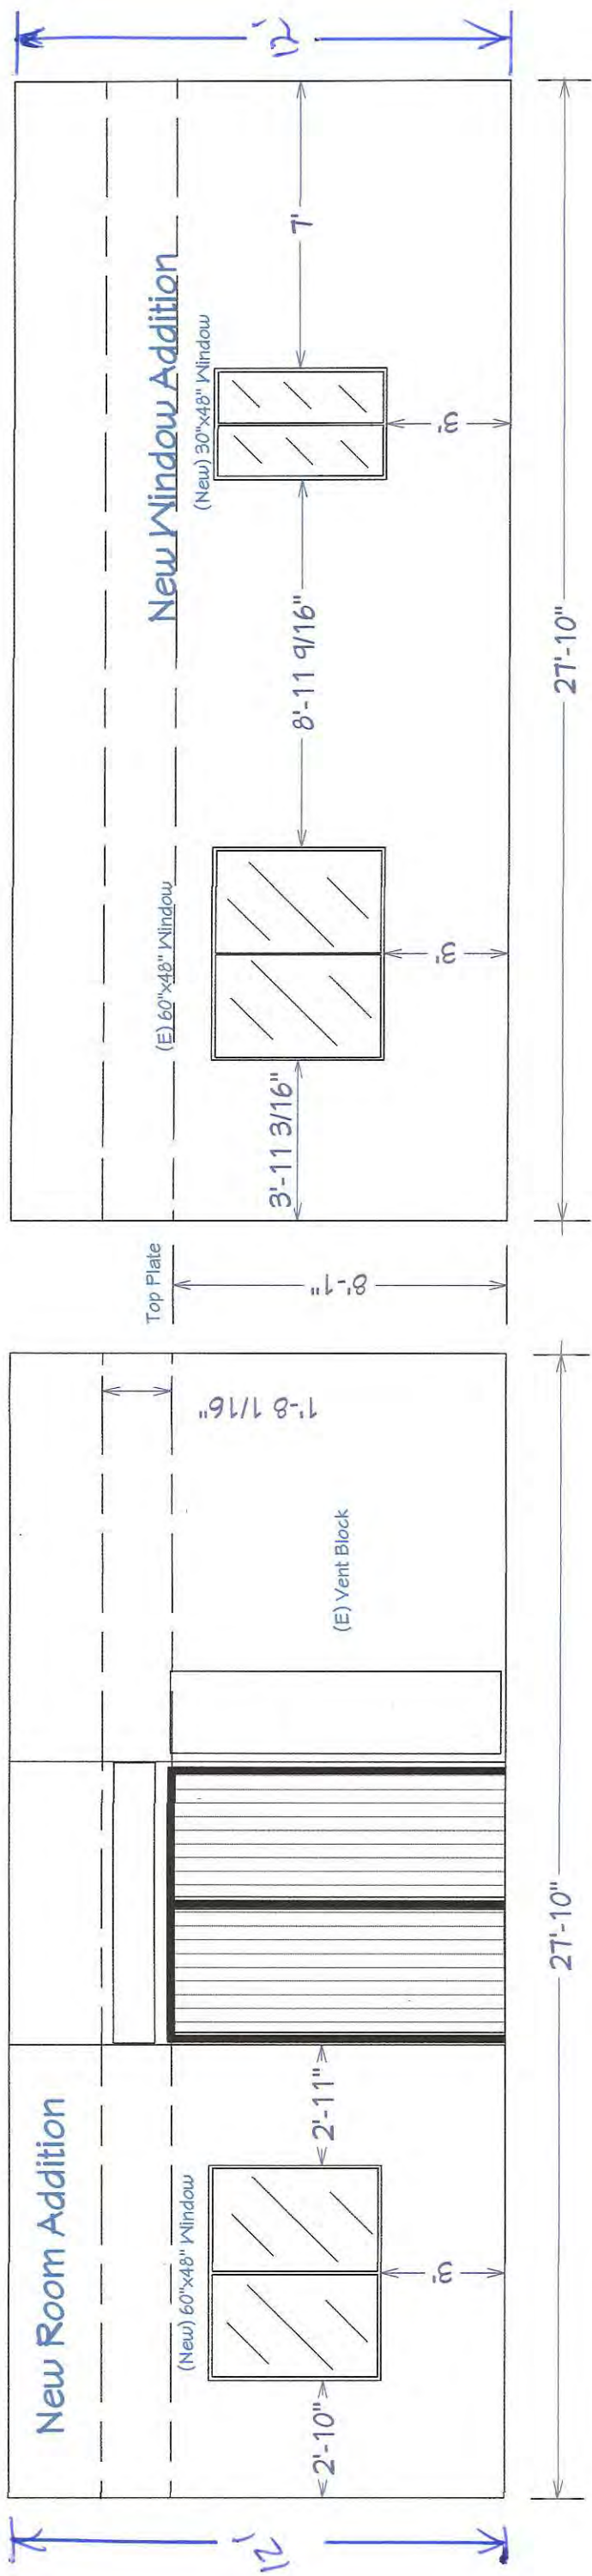 New Room Addition
(New) 60"x48" Window
2'-10"
2'-11"
3'
12'
27'-10"
(E) Vent Block
1'-8 1/16"
Top Plate
8'-1"
(E) 60"x48" Window
3'-11 3/16"
3'
8'-11 9/16"
New Window Addition
(New) 30"x48" Window
7'
3'
27'-10"
12'